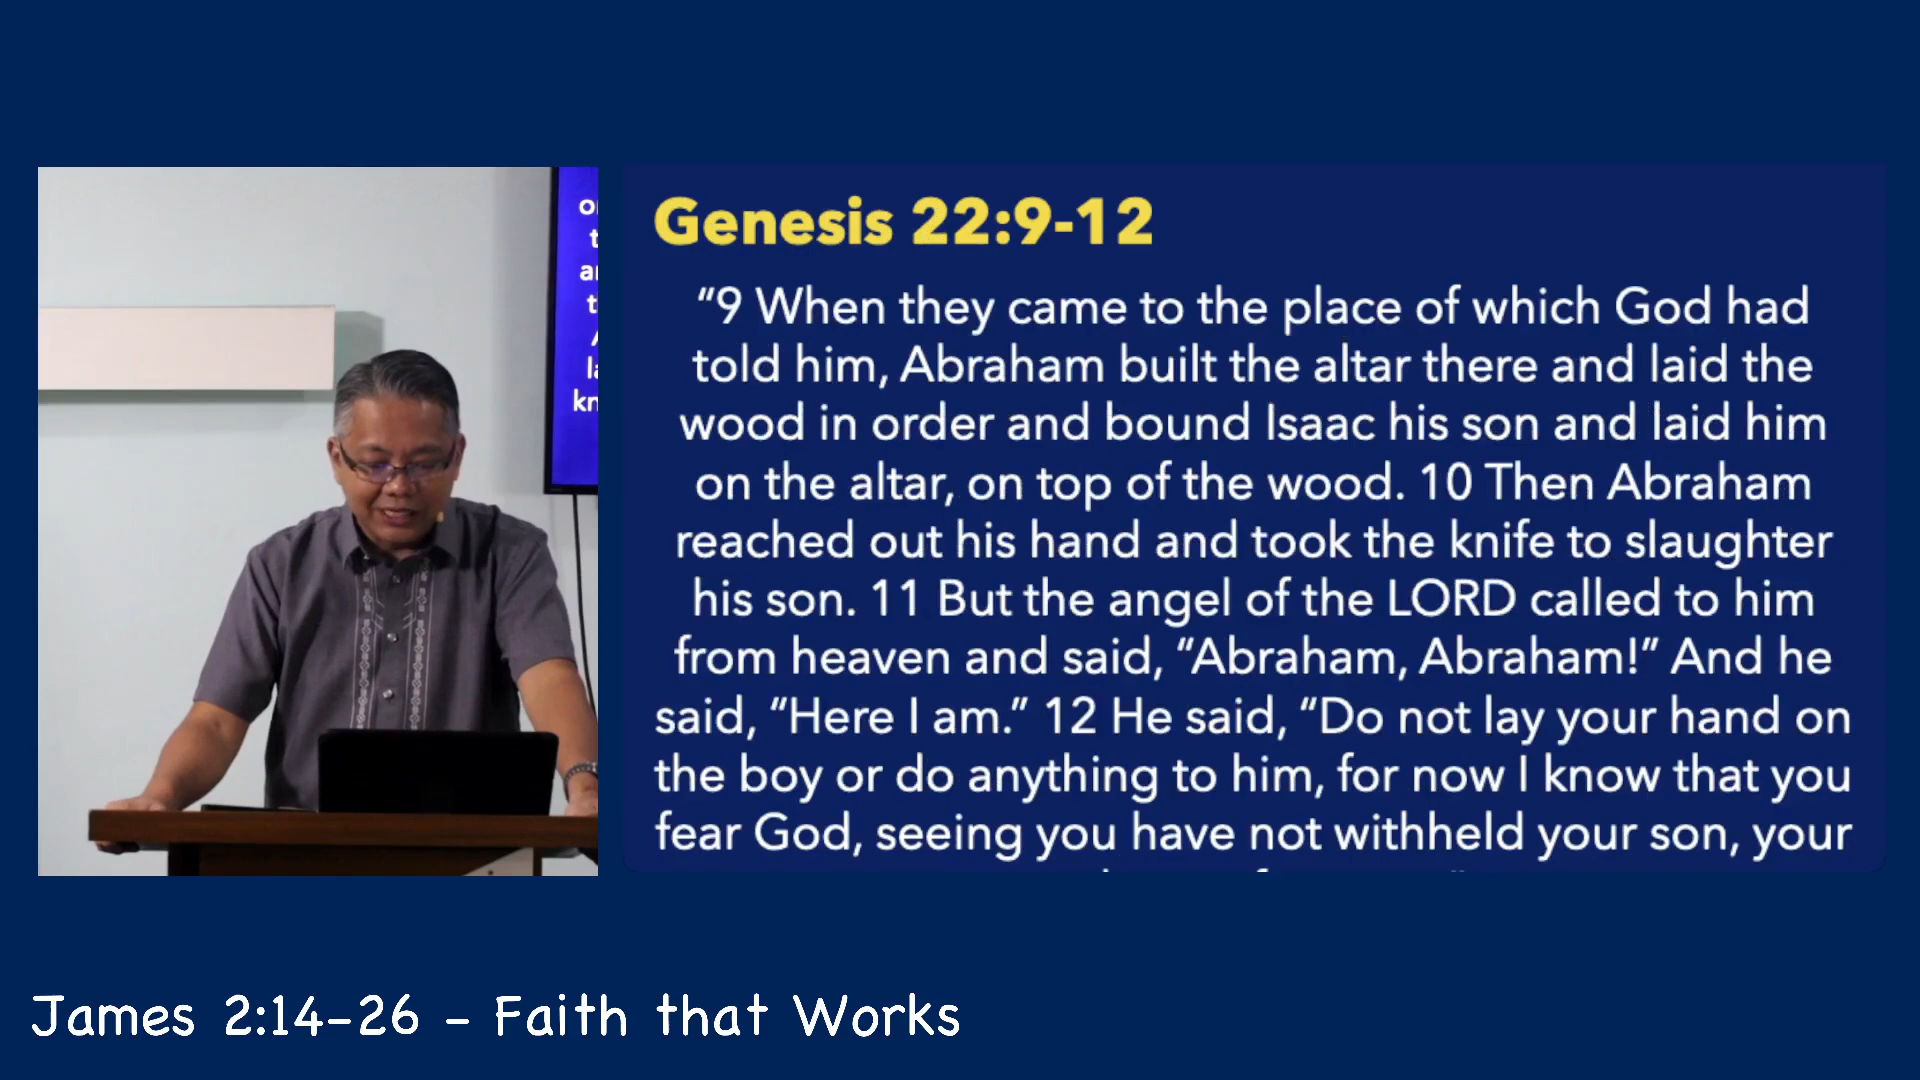 Genesis 22:9-12
“9 When they came to the place of which God had
told him, Abraham built the altar there and laid the
wood in order and bound Isaac his son and laid him
on the altar, on top of the wood. 10 Then Abraham
reached out his hand and took the knife to slaughter
his son. 11 But the angel of the LORD called to him
from heaven and said, “Abraham, Abraham!” And he
said, “Here I am.” 12 He said, “Do not lay your hand on
the boy or do anything to him, for now I know that you
fear God, seeing you have not withheld your son, your
James 2:14-26 - Faith that Works